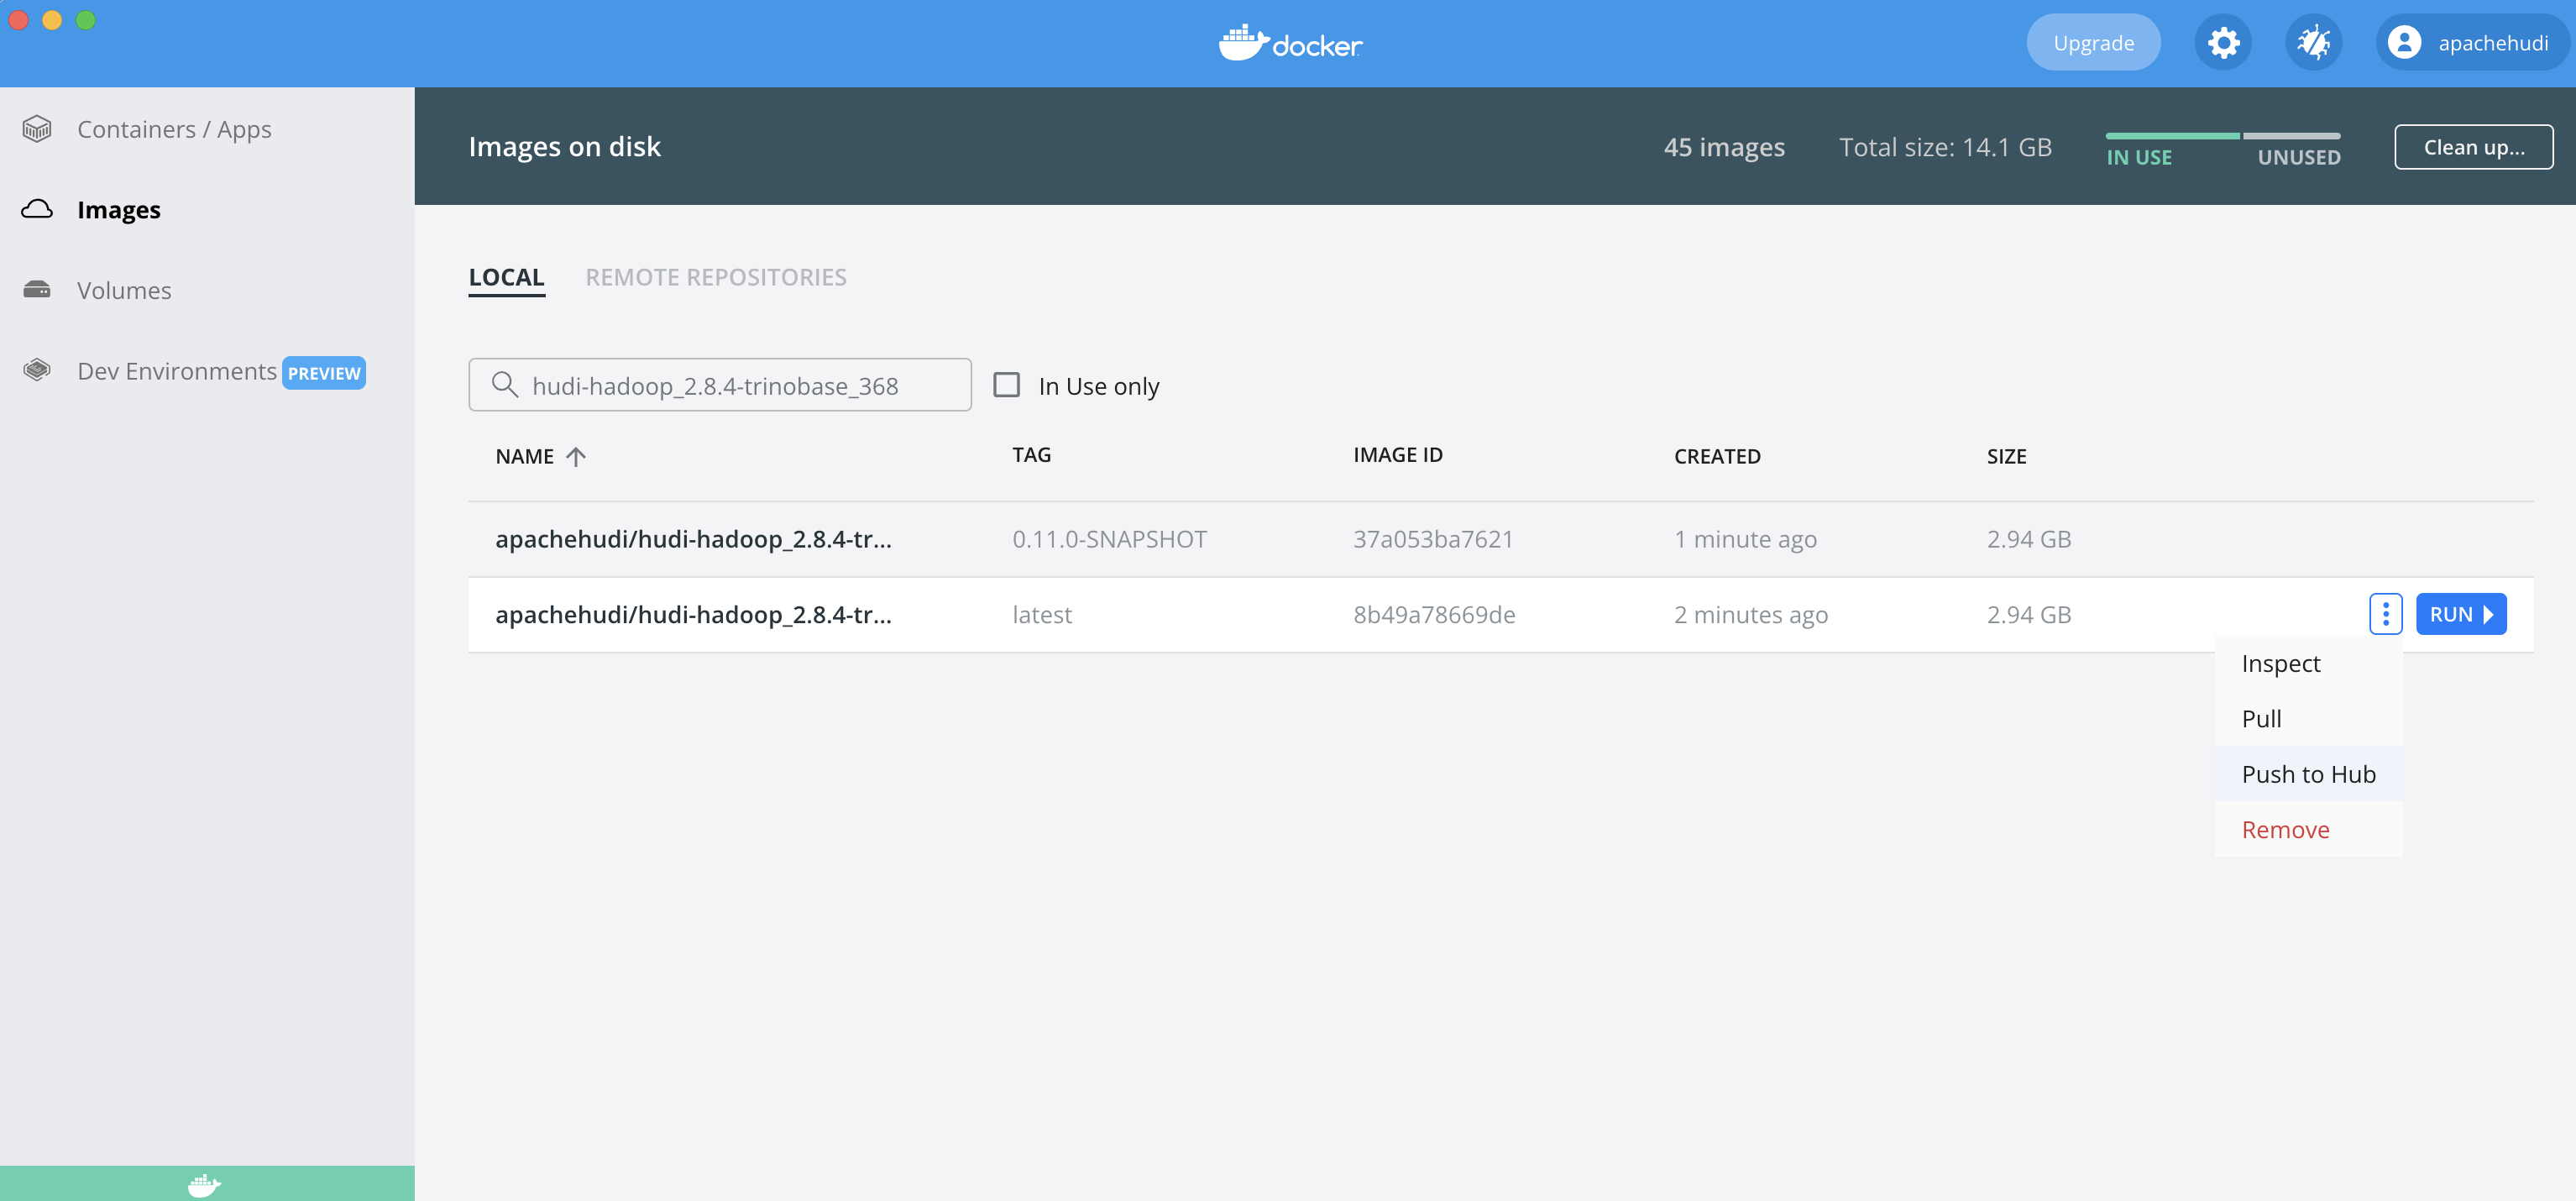 docker
Upgrade
apachehudi
Containers / Apps
Images
Volumes
Dev Environments PREVIEW
Images on disk
45 images
Total size: 14.1 GB
IN USE
UNUSED
Clean up...
LOCAL
REMOTE REPOSITORIES
hudi-hadoop_2.8.4-trinobase_368
In Use only
NAME TAG IMAGE ID CREATED SIZE
apachehudi/hudi-hadoop_2.8.4-tr... 0.11.0-SNAPSHOT 37a053ba7621 1 minute ago 2.94 GB
apachehudi/hudi-hadoop_2.8.4-tr... latest 8b49a78669de 2 minutes ago 2.94 GB RUN
Inspect
Pull
Push to Hub
Remove